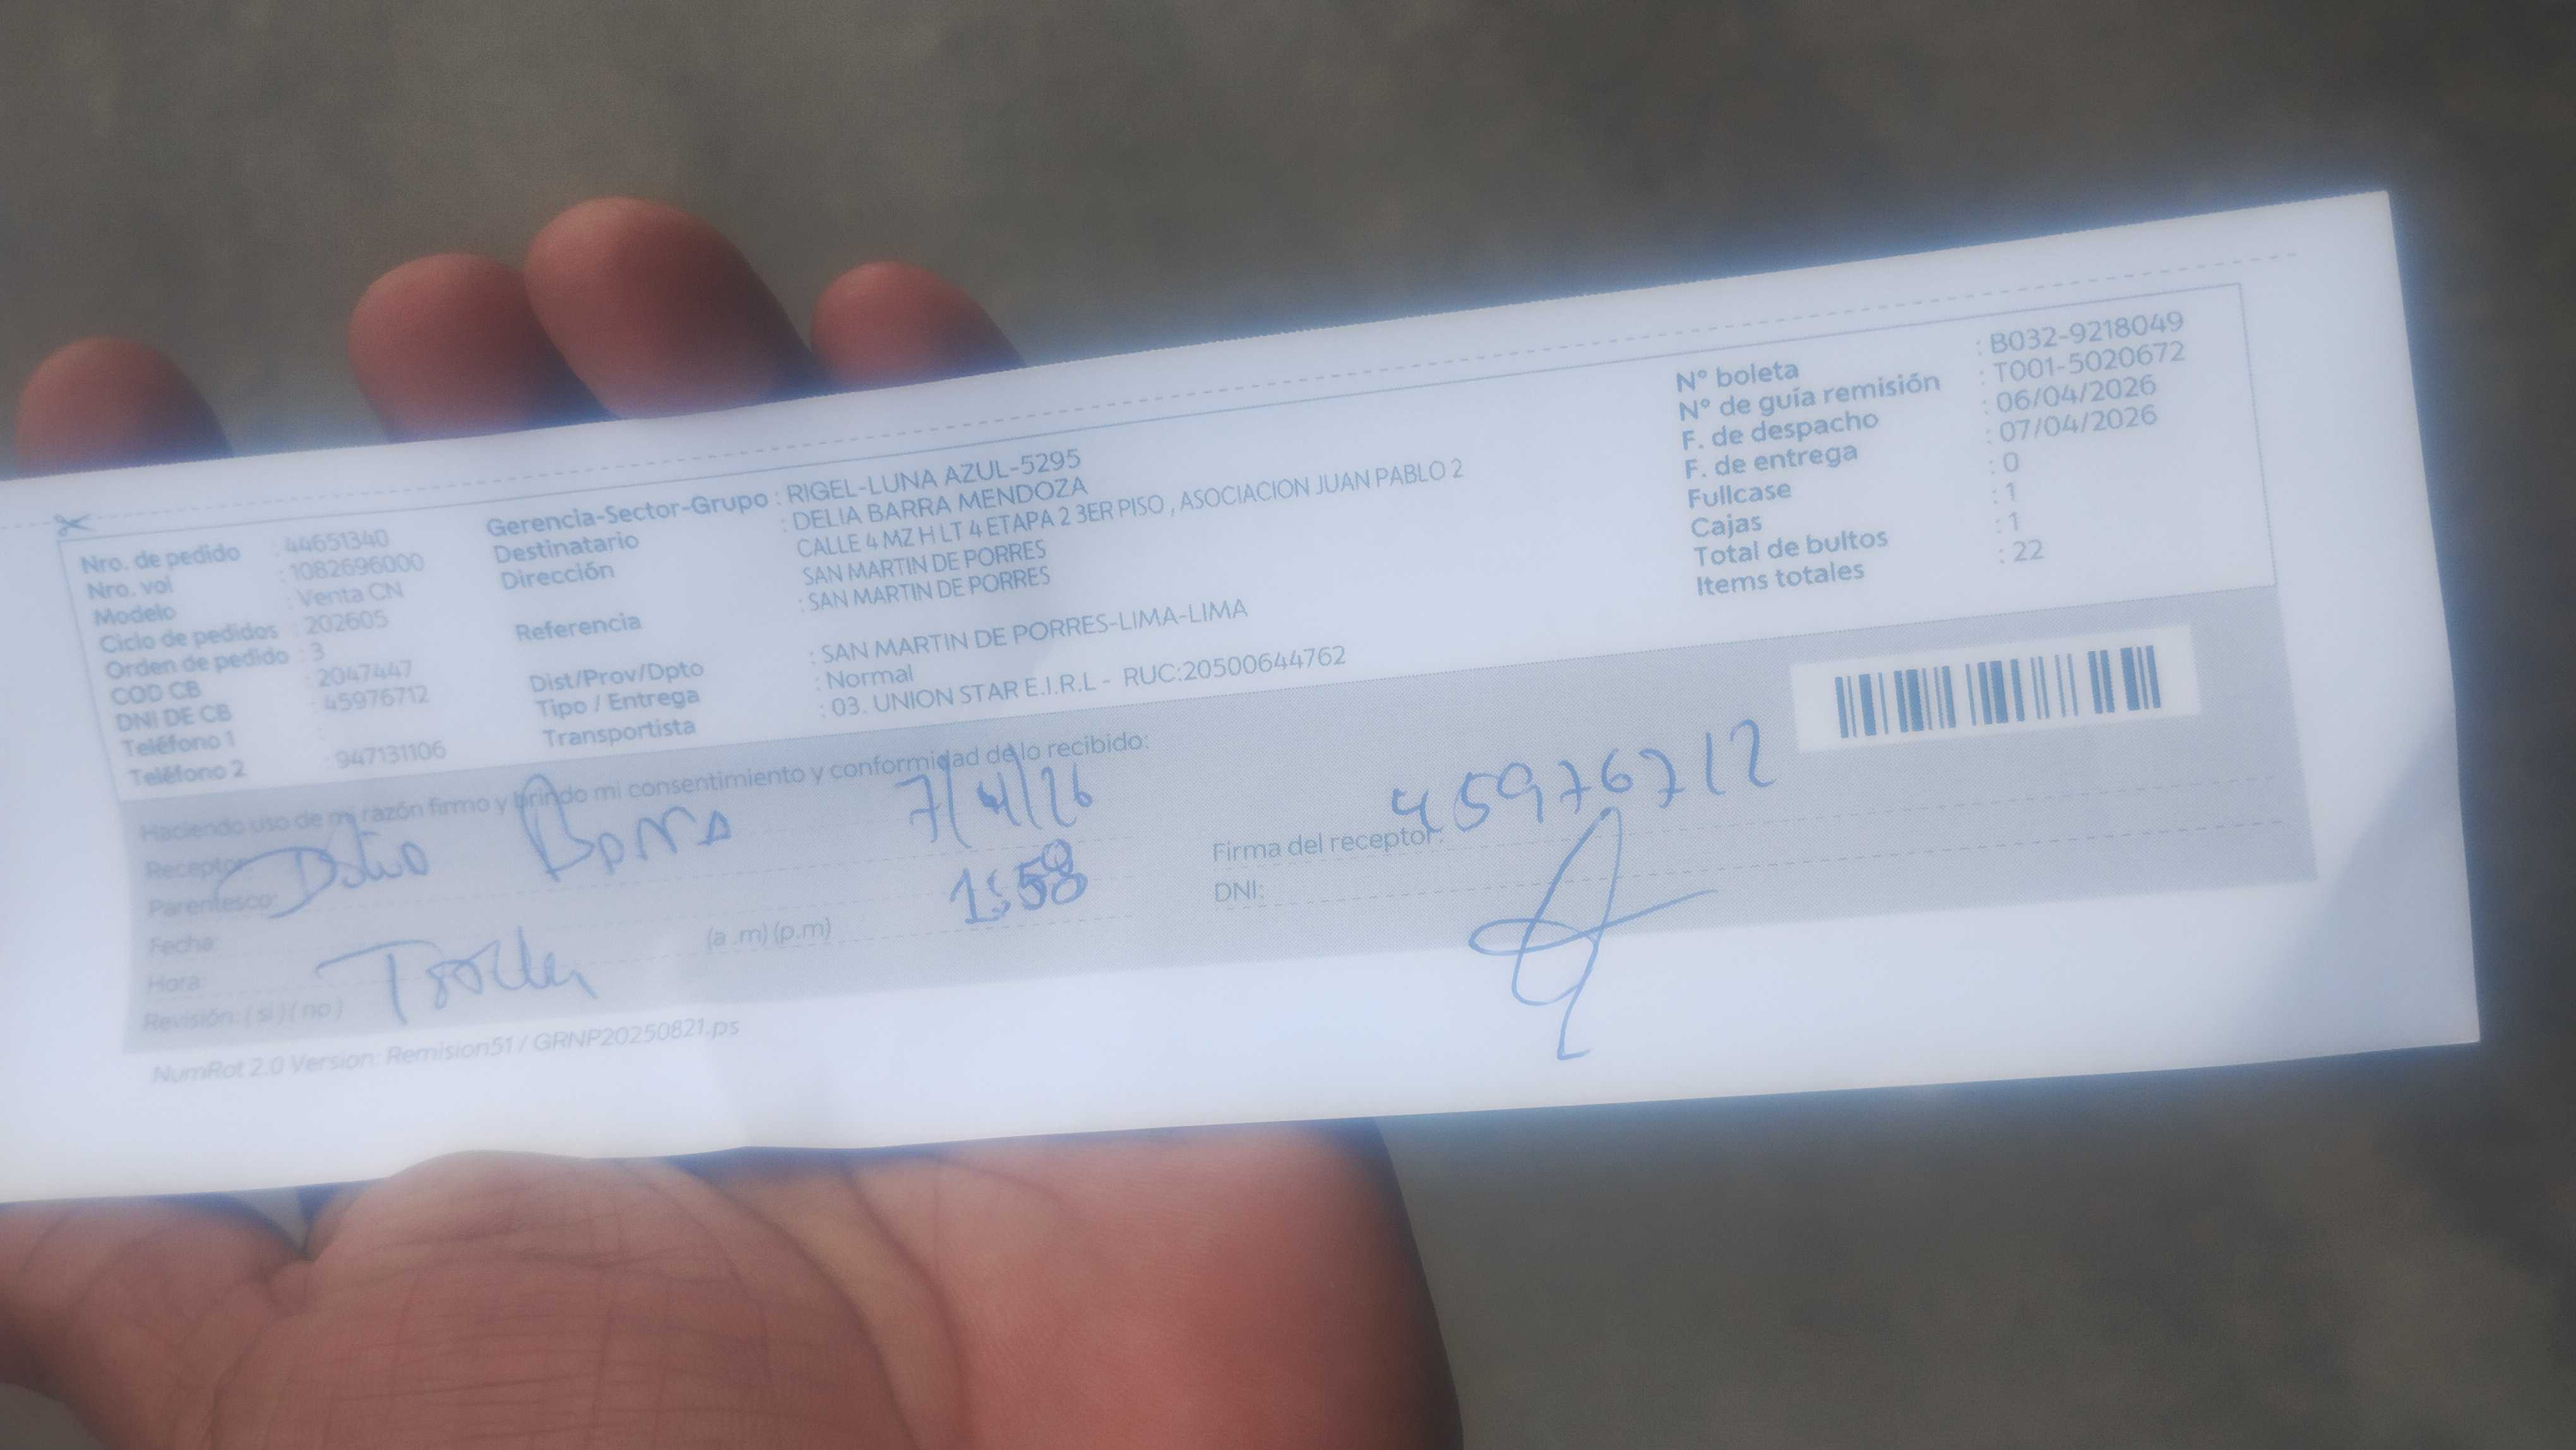 Nro. de pedido : 44651340
Nro. vol : 1082696000
Modelo : Venta CN
Ciclo de pedidos : 202605
Orden de pedido : 3
COD CB : 2047447
DNI DE CB : 45976712
Teléfono 1 :
Teléfono 2 : 947131106
Gerencia-Sector-Grupo : RIGEL-LUNA AZUL-5295
Destinatario : DELIA BARRA MENDOZA
Dirección CALLE 4 MZ H LT 4 ETAPA 2 3ER PISO , ASOCIACION JUAN PABLO 2
SAN MARTIN DE PORRES
Referencia : SAN MARTIN DE PORRES
Dist/Prov/Dpto : SAN MARTIN DE PORRES-LIMA-LIMA
Tipo / Entrega : Normal
Transportista : 03. UNION STAR E.I.R.L - RUC:20500644762
N° boleta : B032-9218049
N° de guía remisión : T001-5020672
F. de despacho : 06/04/2026
F. de entrega : 07/04/2026
Fullcase : 0
Cajas : 1
Total de bultos : 1
Items totales : 22
Haciendo uso de mi razón firmo y brindo mi consentimiento y conformidad de lo recibido:
Receptor: 7/4/26
Parentesco:
Fecha: 1:58
Hora: (a .m) (p.m)
Revisión: ( si ) ( no )
45976712
Firma del receptor:
DNI:
NumRot 2.0 Version: Remision51 / GRNP20250821.ps